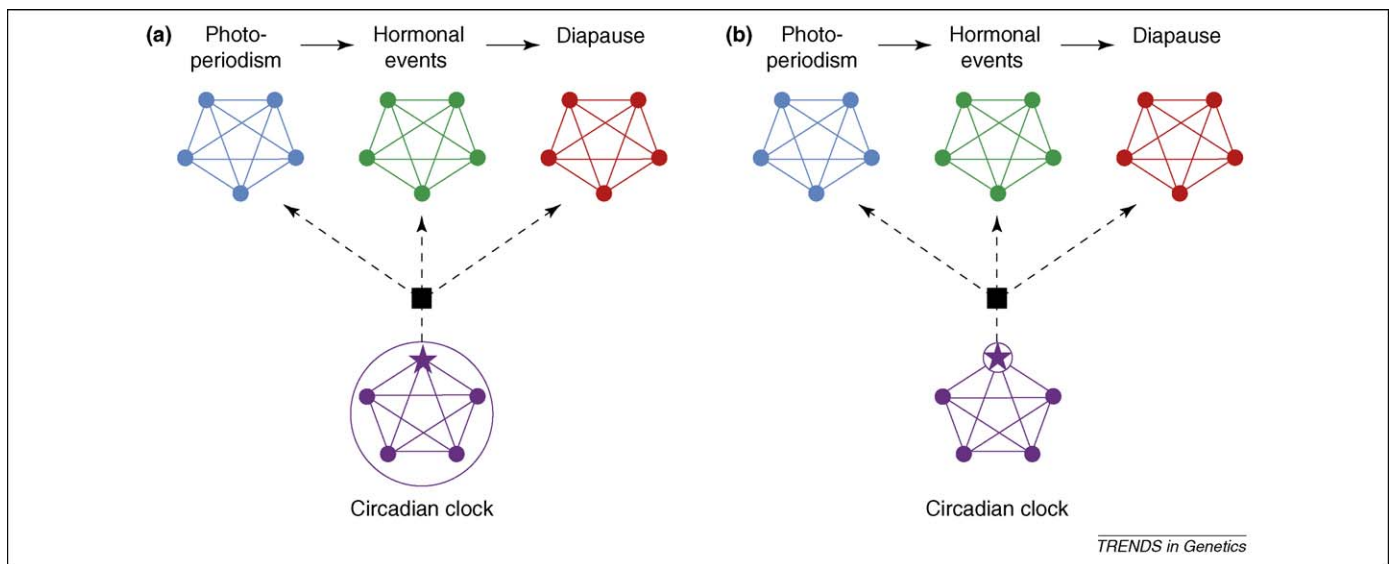 (a)
Photo-
periodism
Hormonal
events
Diapause
Circadian clock
(b)
Photo-
periodism
Hormonal
events
Diapause
Circadian clock
TRENDS in Genetics